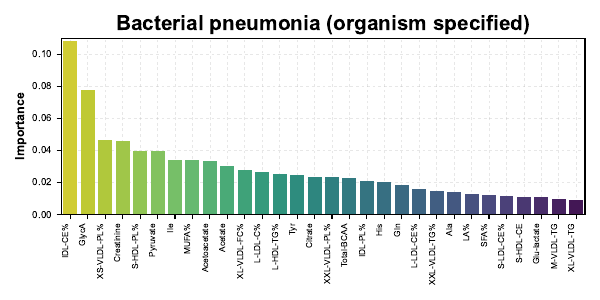 Bacterial pneumonia (organism specified)
Importance
0.10
0.08
0.06
0.04
0.02
0.00
IDL-CE%
GlycA
XS-VLDL-PL%
Creatinine
S-HDL-PL%
Pyruvate
Ile
MUFA%
Acetoacetate
Acetate
XL-VLDL-FC%
L-LDL-C%
L-HDL-TG%
Tyr
Citrate
XXL-VLDL-PL%
Total-BCAA
IDL-PL%
His
Gln
L-LDL-CE%
XXL-VLDL-TG%
Ala
LA%
SFA%
S-LDL-CE%
S-HDL-CE
Glu-lactate
M-VLDL-TG
XL-VLDL-TG